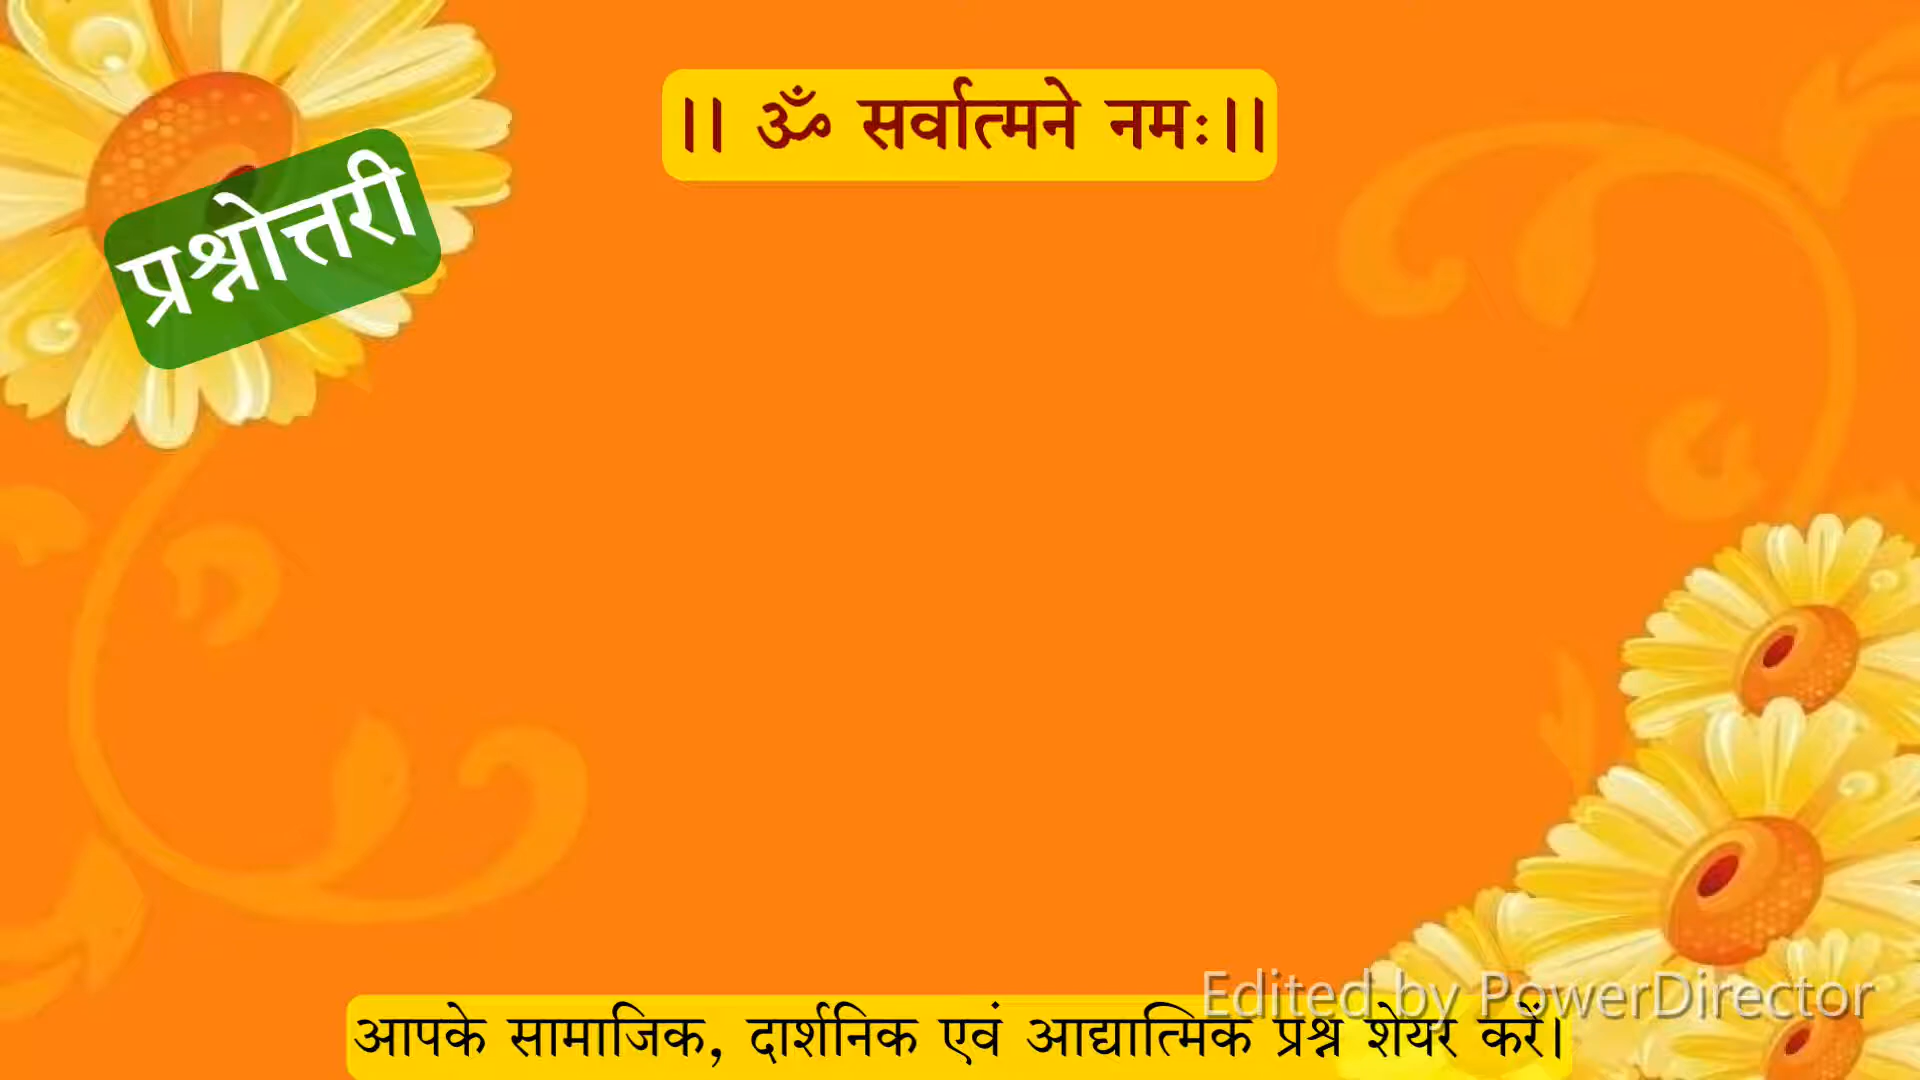 ।। ॐ सर्वात्मने नमः।।
प्रश्नोत्तरी
Edited by PowerDirector
आपके सामाजिक, दार्शनिक एवं आद्यात्मिक प्रश्न शेयर करें।